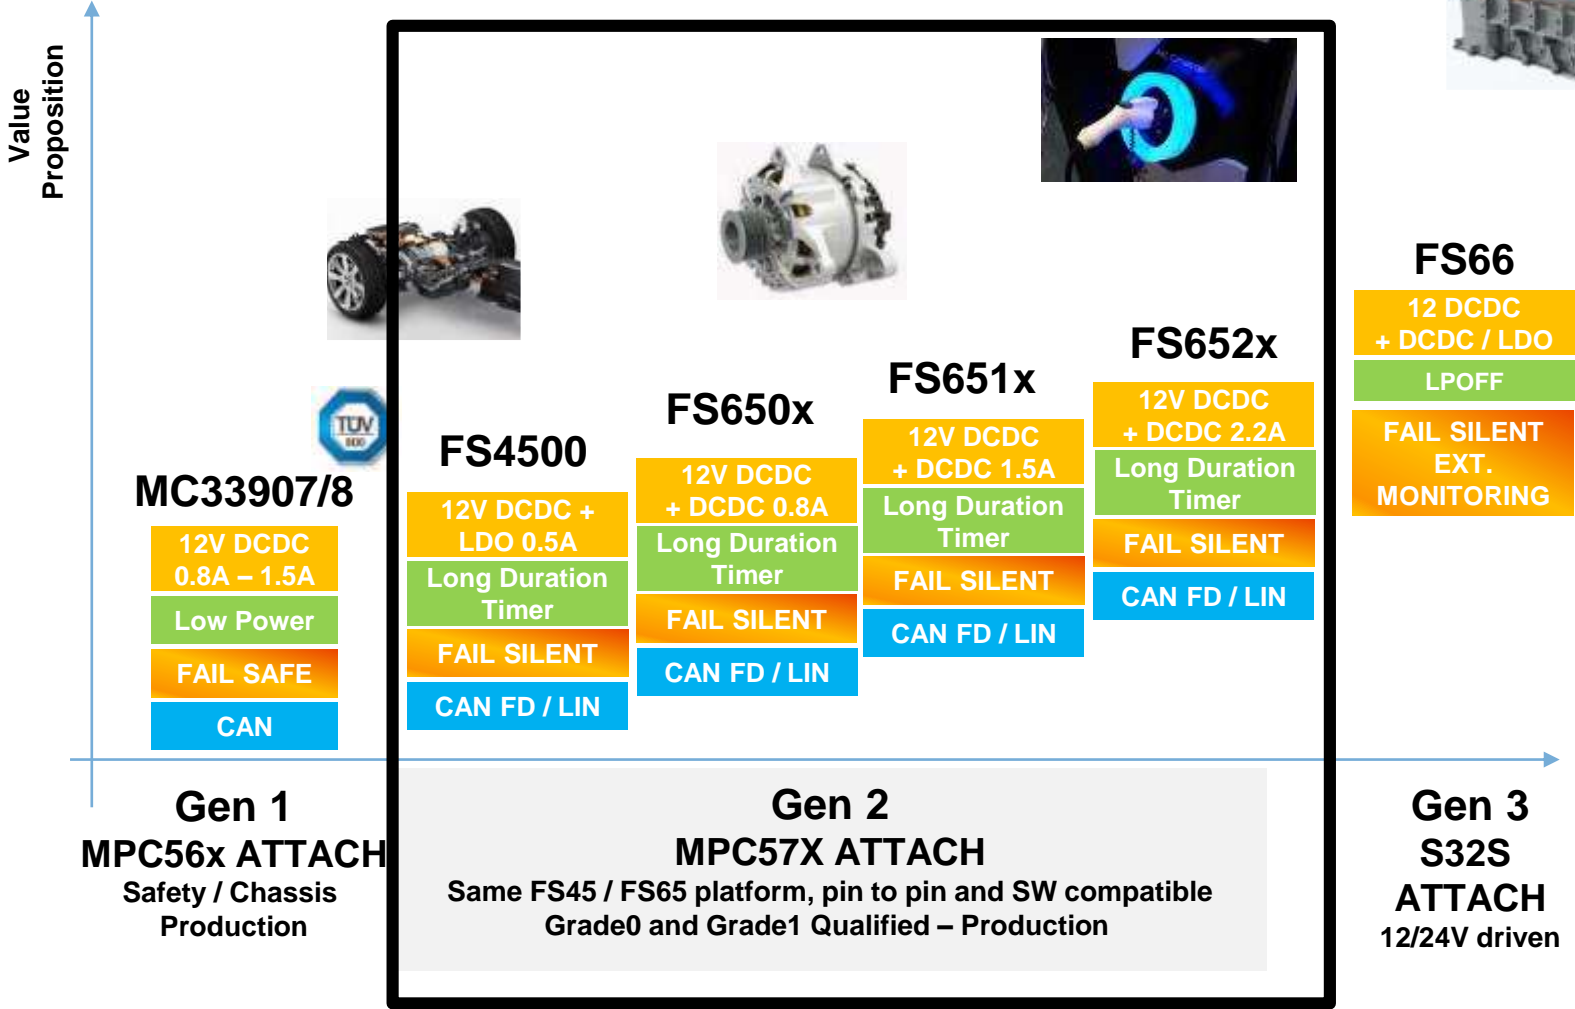 Value
Proposition
TÜV
MC33907/8
12V DCDC
0.8A – 1.5A
Low Power
FAIL SAFE
CAN
FS4500
12V DCDC +
LDO 0.5A
Long Duration
Timer
FAIL SILENT
CAN FD / LIN
FS650x
12V DCDC
+ DCDC 0.8A
Long Duration
Timer
FAIL SILENT
CAN FD / LIN
FS651x
12V DCDC
+ DCDC 1.5A
Long Duration
Timer
FAIL SILENT
CAN FD / LIN
FS652x
12V DCDC
+ DCDC 2.2A
Long Duration
Timer
FAIL SILENT
CAN FD / LIN
FS66
12 DCDC
+ DCDC / LDO
LPOFF
FAIL SILENT
EXT.
MONITORING
Gen 1
MPC56x ATTACH
Safety / Chassis
Production
Gen 2
MPC57X ATTACH
Same FS45 / FS65 platform, pin to pin and SW compatible
Grade0 and Grade1 Qualified – Production
Gen 3
S32S
ATTACH
12/24V driven